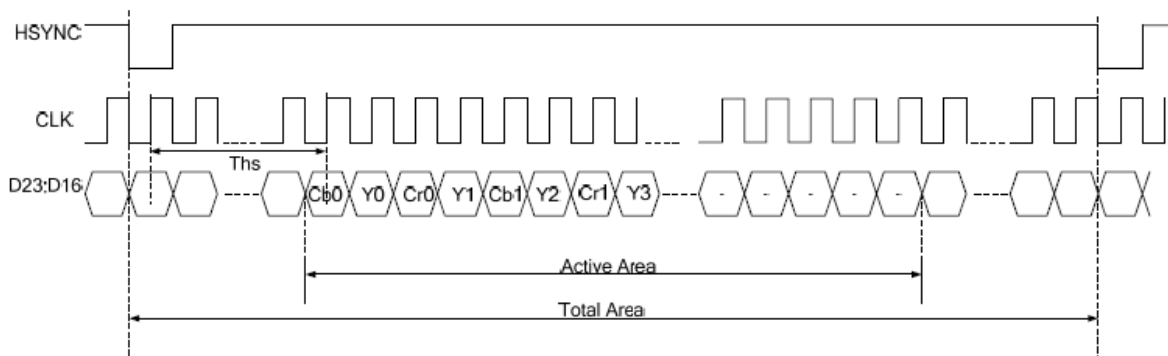 HSYNC
CLK
Ths
D23:D16 Cb0 Y0 Cr0 Y1 Cb1 Y2 Cr1 Y3 - - - - -
Active Area
Total Area